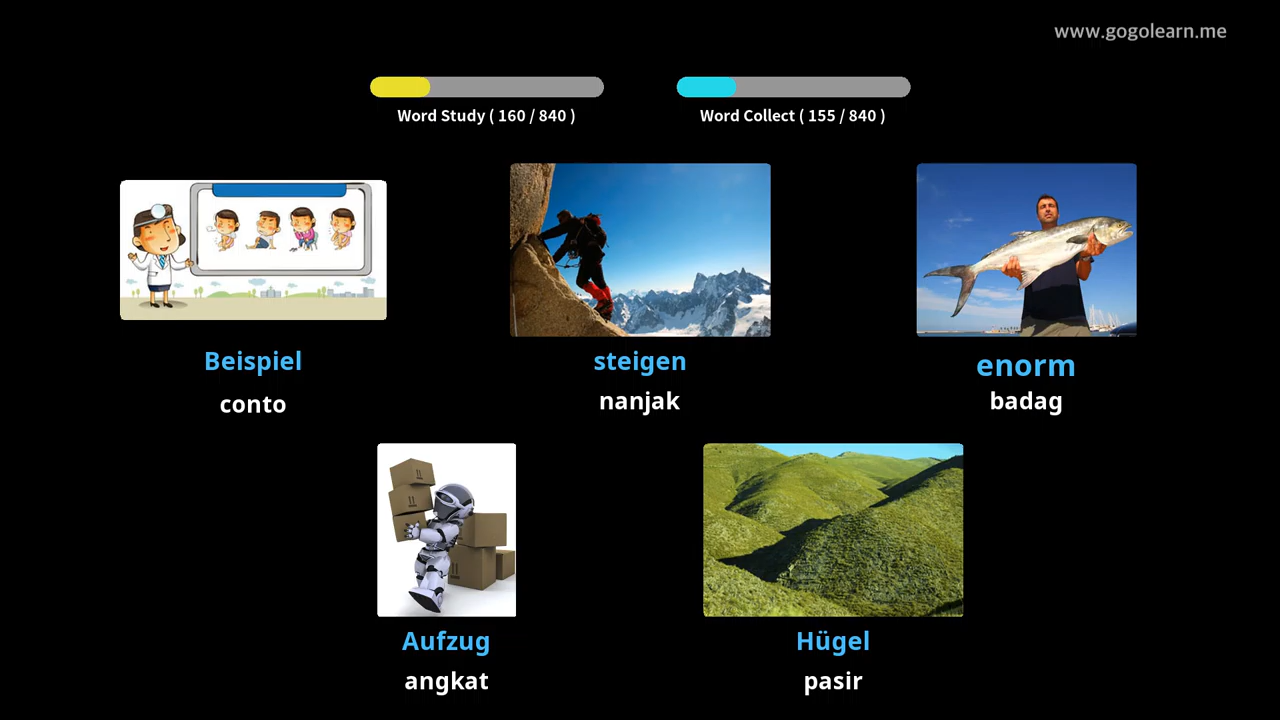 www.gogolearn.me
Word Study ( 160 / 840 )
Word Collect ( 155 / 840 )
Beispiel
conto
steigen
nanjak
enorm
badag
Aufzug
angkat
Hügel
pasir